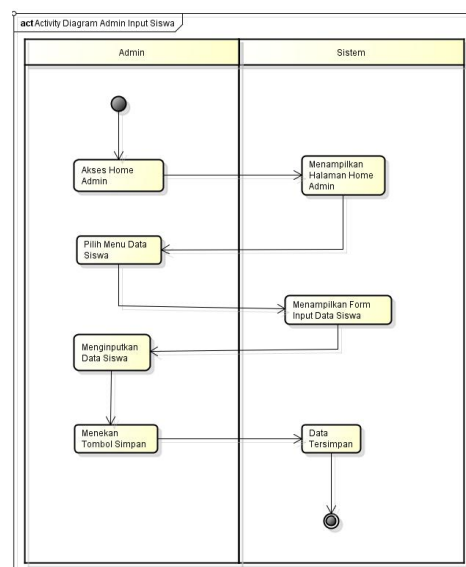 act Activity Diagram Admin Input Siswa
Admin
Sistem
Akses Home
Admin
Menampilkan
Halaman Home
Admin
Pilih Menu Data
Siswa
Menampilkan Form
Input Data Siswa
Menginputkan
Data Siswa
Menekan
Tombol Simpan
Data
Tersimpan